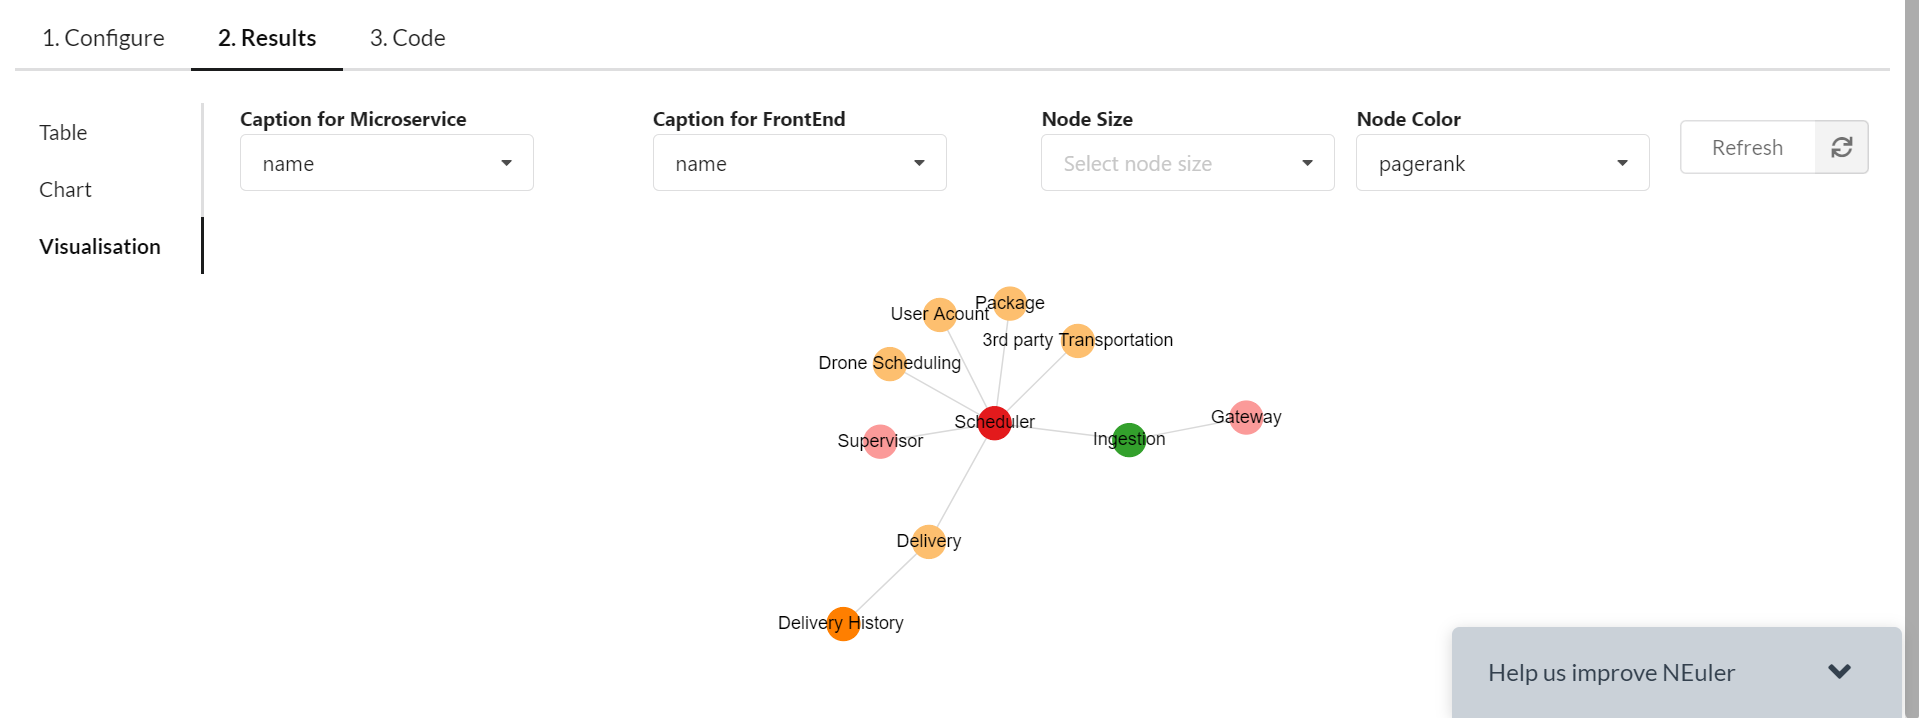 1. Configure
2. Results
3. Code
Table
Chart
Visualisation
Caption for Microservice
name
Caption for FrontEnd
name
Node Size
Select node size
Node Color
pagerank
Refresh
Package
User Acount
3rd party Transportation
Drone Scheduling
Scheduler
Gateway
Supervisor
Ingestion
Delivery
Delivery History
Help us improve NEuler